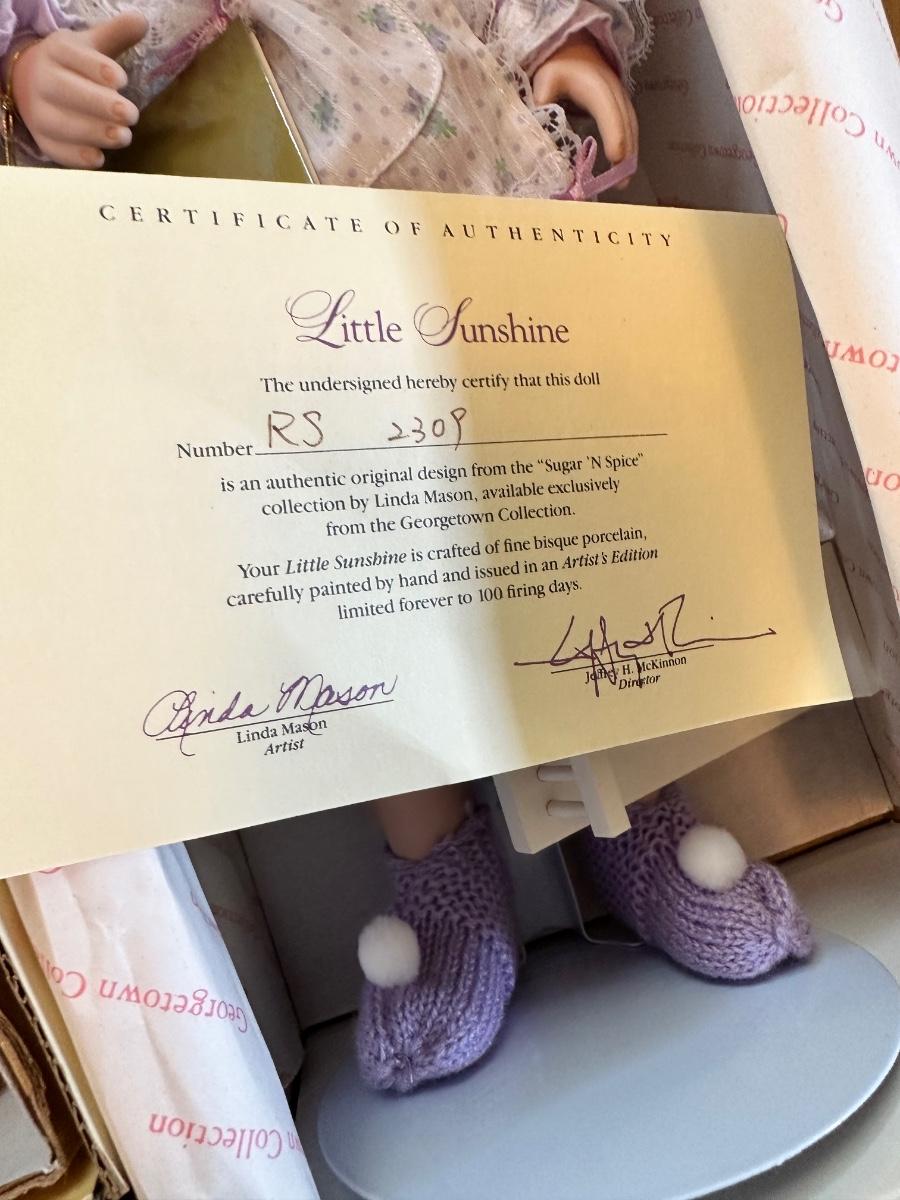 CERTIFICATE OF AUTHENTICITY
Little Sunshine
The undersigned hereby certify that this doll
Number RS 2309
is an authentic original design from the “Sugar ’N Spice”
collection by Linda Mason, available exclusively
from the Georgetown Collection.
Your Little Sunshine is crafted of fine bisque porcelain,
carefully painted by hand and issued in an Artist’s Edition
limited forever to 100 firing days.
Linda Mason
Linda Mason
Artist
Jeffrey H. McKinnon
Director
Georgetown Collection